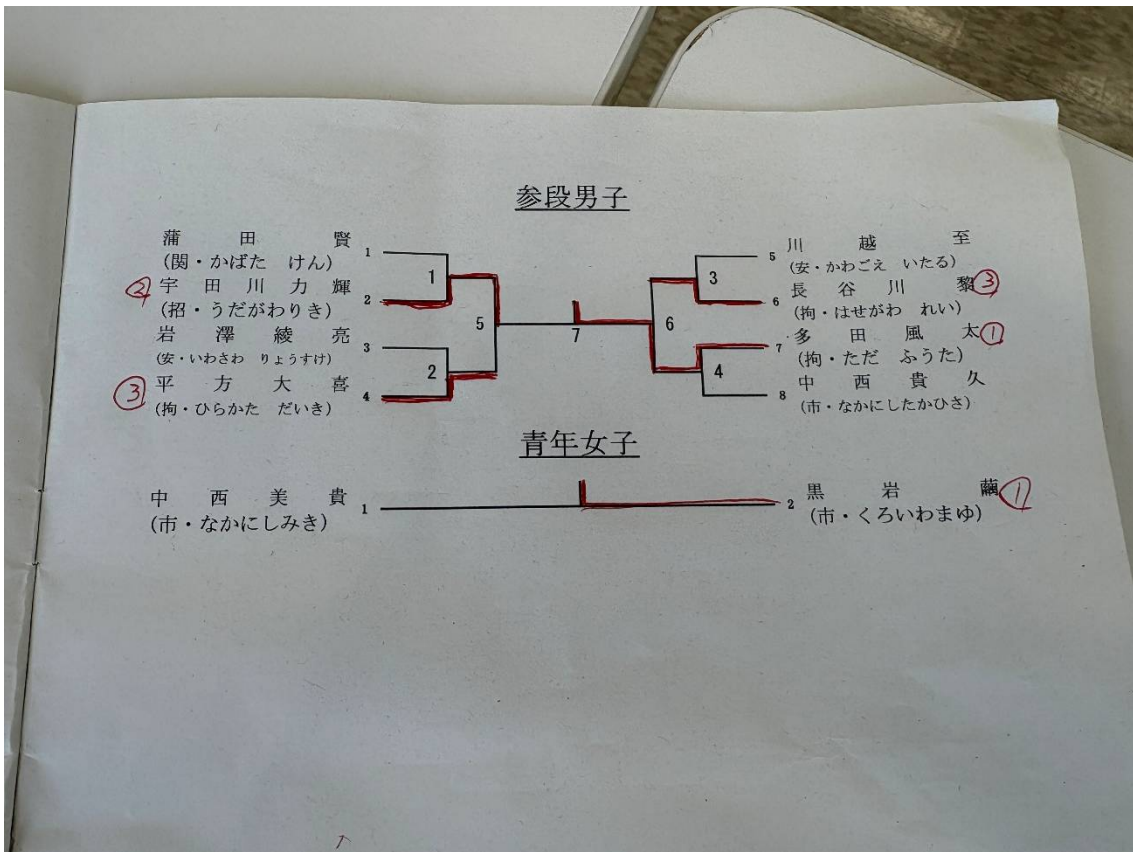 参段男子
蒲田賢 1
(関・かばた けん)
② 宇田川力輝 2
(招・うだがわりき)
岩澤綾亮 3
(安・いわさわ りょうすけ)
③ 平方大喜 4
(拘・ひらかた だいき)
1
2
5
7
6
3
4
5 川越至
(安・かわごえ いたる)
6 長谷川黎 ③
(拘・はせがわ れい)
7 多田風太 ①
(拘・ただ ふうた)
8 中西貴久
(市・なかにしたかひさ)
青年女子
中西美貴 1
(市・なかにしみき)
2 黒岩繭 ①
(市・くろいわまゆ)